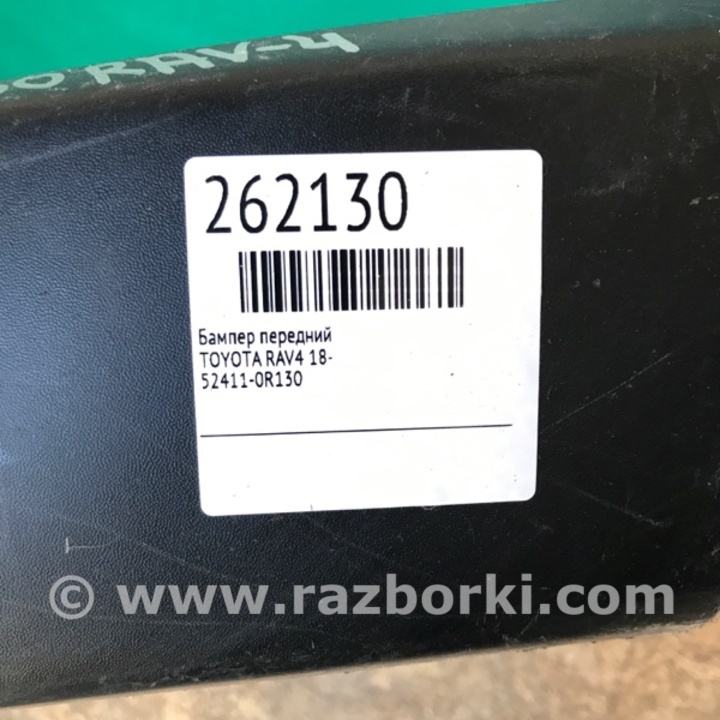 RAV-4
262130
Бампер передний
TOYOTA RAV4 18-
52411-0R130
© www.razborki.com